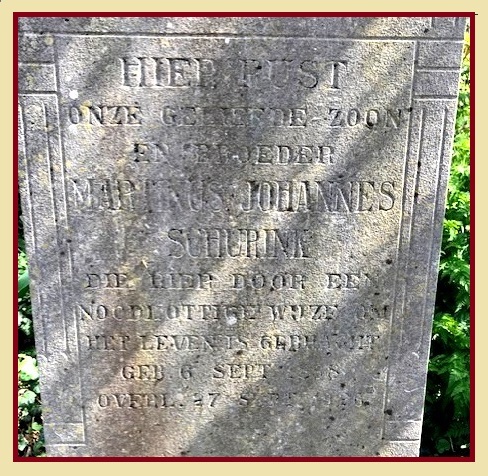 HIER RUST
ONZE GELIEFDE ZOON
EN BROEDER
MARTINUS JOHANNES
SCHURINK
DIE HIER DOOR EEN
NOODLOTTIGE WIJZE OM
HET LEVEN IS GEBRACHT
GEB. 6 SEPT.
OVERL. 27 SEPT.